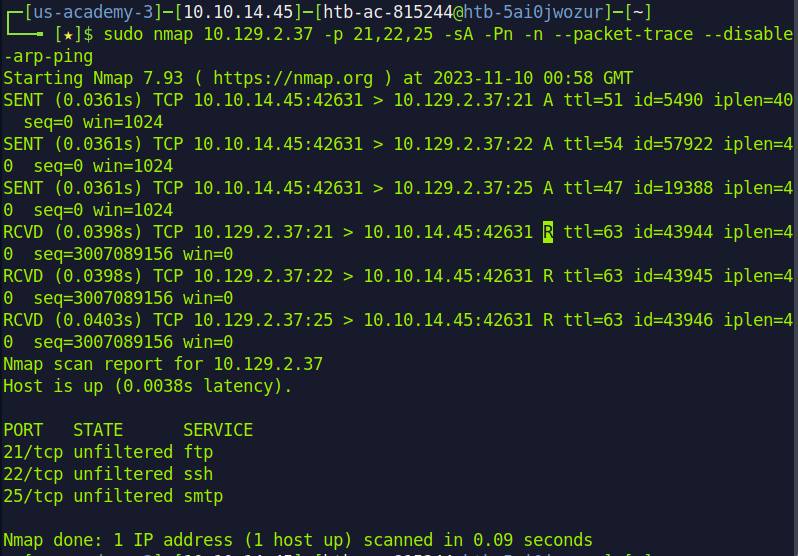 ┌─[us-academy-3]─[10.10.14.45]─[htb-ac-815244@htb-5ai0jwozur]─[~]
└──╼ [★]$ sudo nmap 10.129.2.37 -p 21,22,25 -sA -Pn -n --packet-trace --disable
-arp-ping
Starting Nmap 7.93 ( https://nmap.org ) at 2023-11-10 00:58 GMT
SENT (0.0361s) TCP 10.10.14.45:42631 > 10.129.2.37:21 A ttl=51 id=5490 iplen=40
  seq=0 win=1024
SENT (0.0361s) TCP 10.10.14.45:42631 > 10.129.2.37:22 A ttl=54 id=57922 iplen=4
0  seq=0 win=1024
SENT (0.0361s) TCP 10.10.14.45:42631 > 10.129.2.37:25 A ttl=47 id=19388 iplen=4
0  seq=0 win=1024
RCVD (0.0398s) TCP 10.129.2.37:21 > 10.10.14.45:42631 R ttl=63 id=43944 iplen=4
0  seq=3007089156 win=0
RCVD (0.0398s) TCP 10.129.2.37:22 > 10.10.14.45:42631 R ttl=63 id=43945 iplen=4
0  seq=3007089156 win=0
RCVD (0.0403s) TCP 10.129.2.37:25 > 10.10.14.45:42631 R ttl=63 id=43946 iplen=4
0  seq=3007089156 win=0
Nmap scan report for 10.129.2.37
Host is up (0.0038s latency).

PORT   STATE      SERVICE
21/tcp unfiltered ftp
22/tcp unfiltered ssh
25/tcp unfiltered smtp

Nmap done: 1 IP address (1 host up) scanned in 0.09 seconds